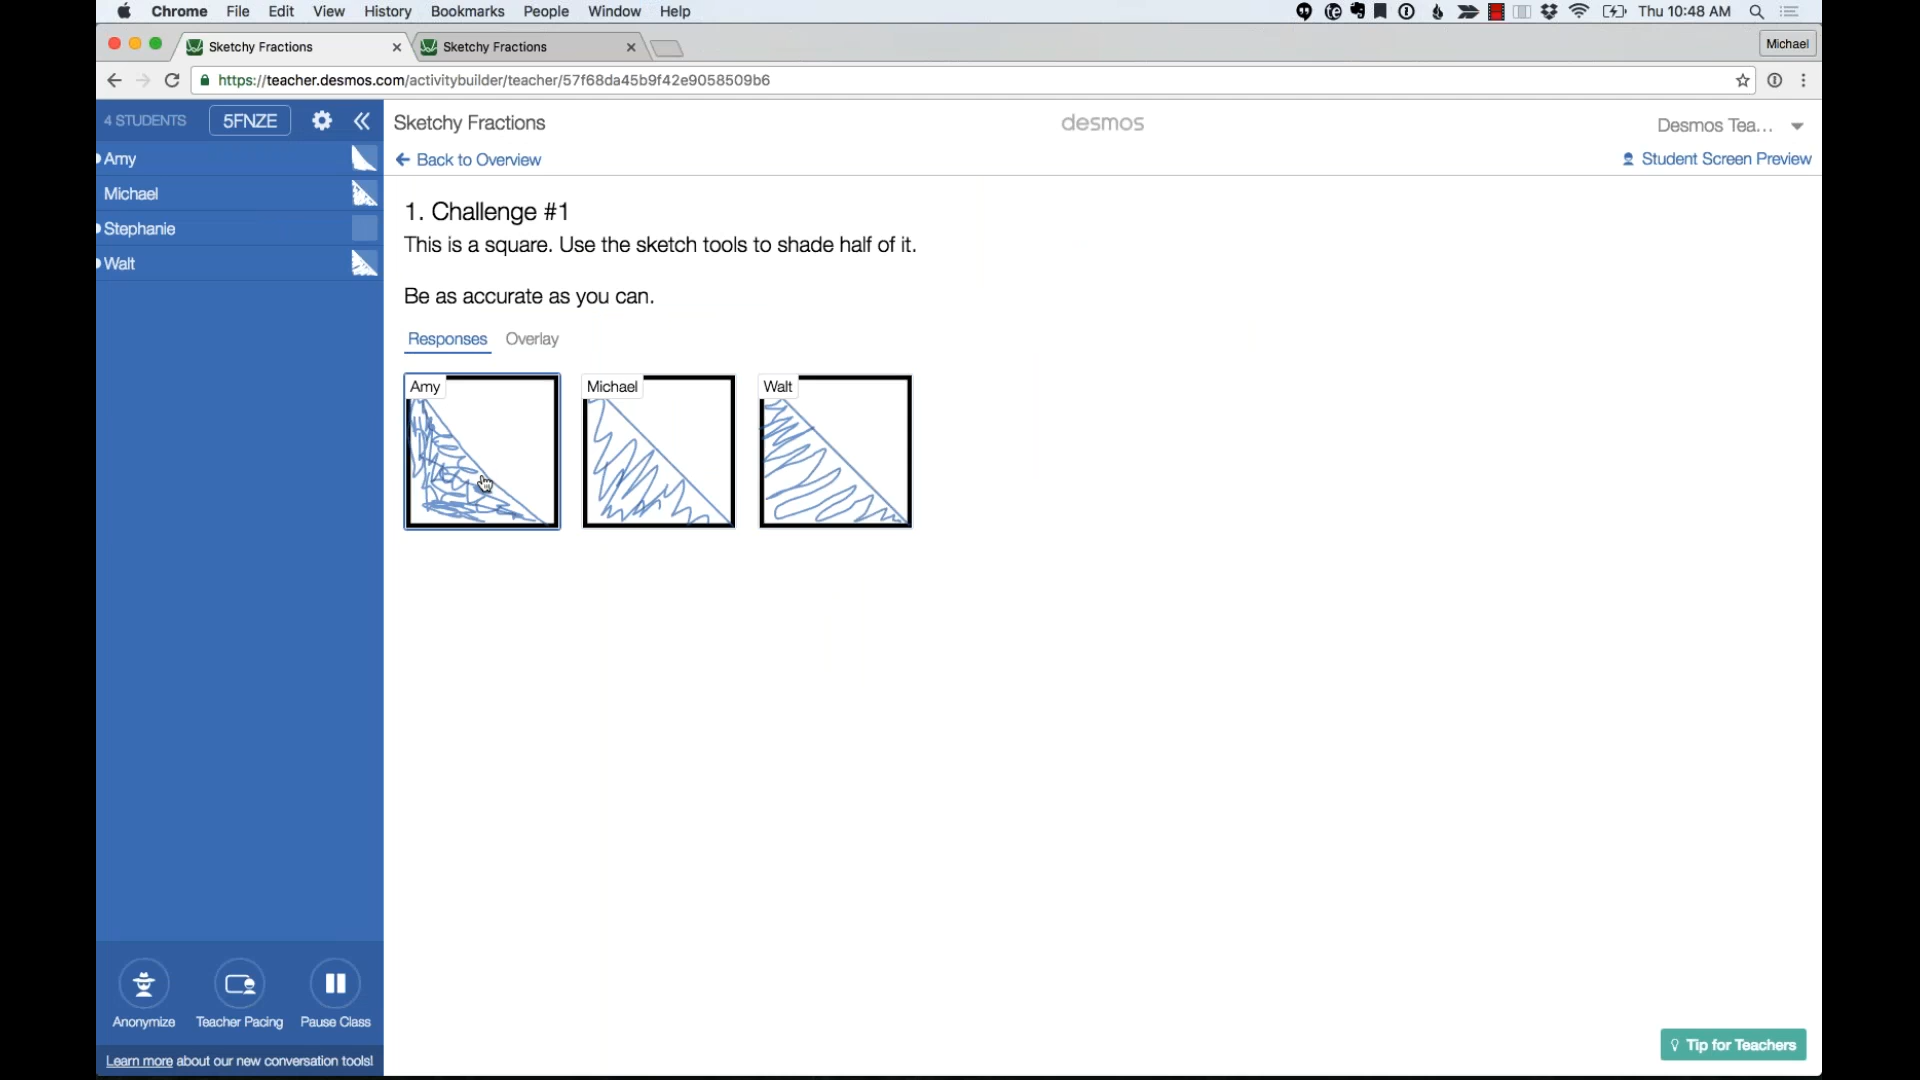 Chrome File Edit View History Bookmarks People Window Help Thu 10:48 AM
Sketchy Fractions Sketchy Fractions Michael
https://teacher.desmos.com/activitybuilder/teacher/57f68da45b9f42e9058509b6
4 STUDENTS 5FNZE Sketchy Fractions desmos Desmos Tea...
Amy Back to Overview Student Screen Preview
Michael
Stephanie
Walt
1. Challenge #1
This is a square. Use the sketch tools to shade half of it.
Be as accurate as you can.
Responses Overlay
Amy Michael Walt
Anonymize Teacher Pacing Pause Class
Learn more about our new conversation tools!
Tip for Teachers